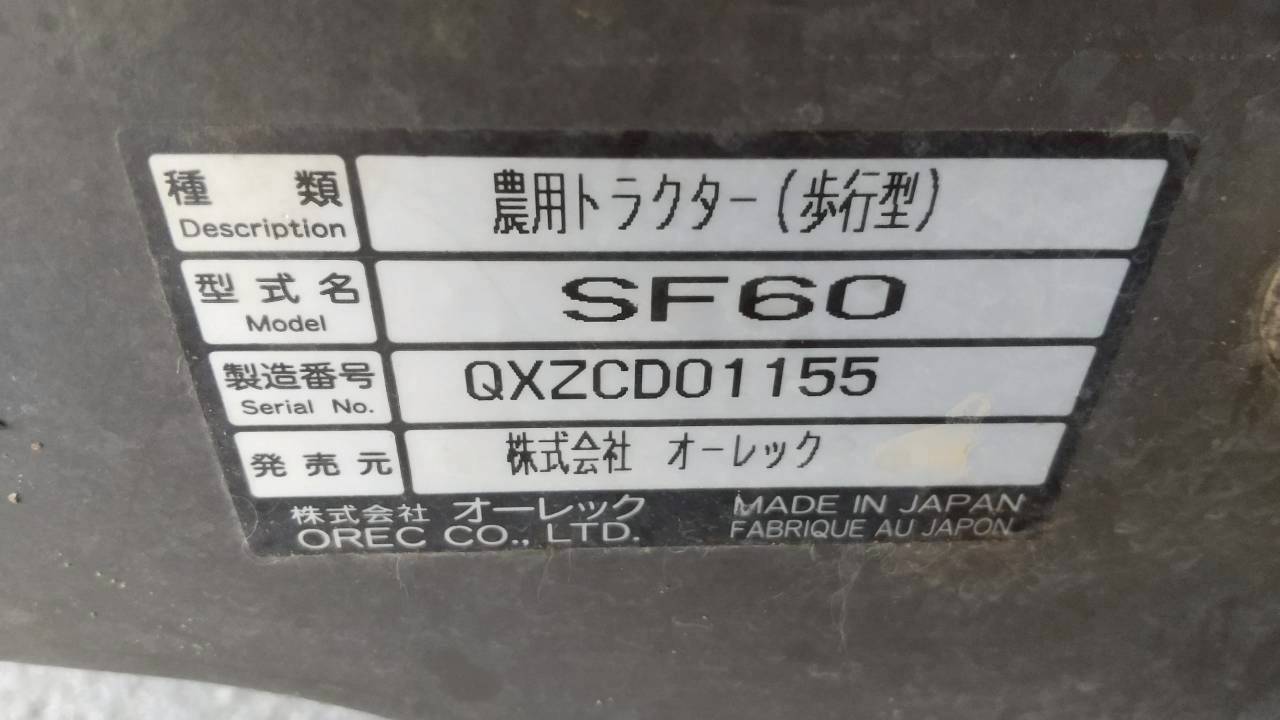 種 類 農用トラクター(歩行型)
Description
型式名 SF60
Model
製造番号 QXZCD01155
Serial No.
発売元 株式会社 オーレック
株式会社 オーレック MADE IN JAPAN
OREC CO., LTD. FABRIQUE AU JAPON